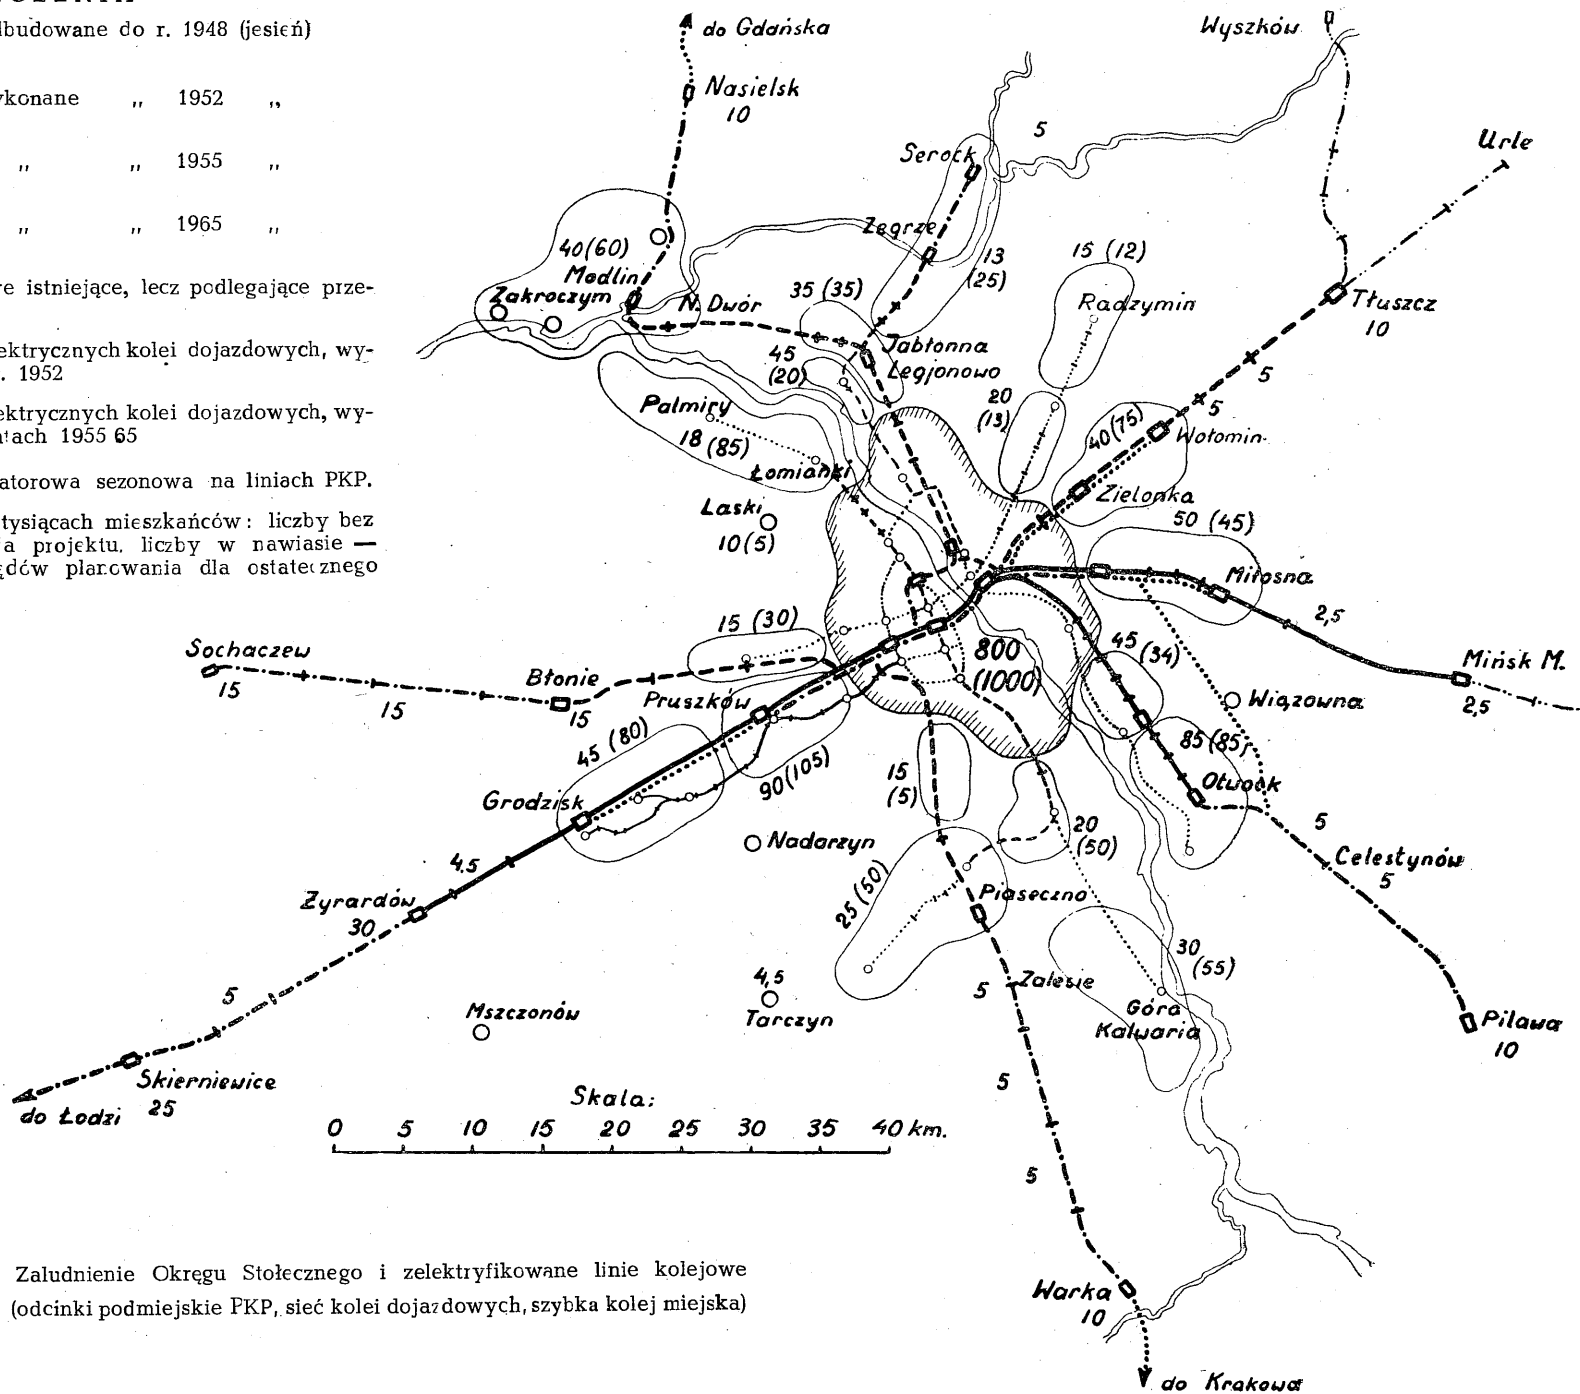 dbudowane do r. 1948 (jesień)
ykonane „ 1952 „
„ „ 1955 „
„ „ 1965 „
re istniejące, lecz podlegające prze-
ektrycznych kolei dojazdowych, wy-
. 1952
ektrycznych kolei dojazdowych, wy-
atach 1955 65
atorowa sezonowa na liniach PKP.
tysiącach mieszkańców: liczby bez
a projektu, liczby w nawiasie —
ędów planowania dla ostatecznego
do Gdańska
Nasielsk
10
Wyszków
5
Urle
Serock
Zegrze
13
(25)
40(60)
Modlin
Zakroczym
N. Dwór
35 (35)
15 (12)
Radzymin
Tłuszcz
10
Jabłonna
Legjonowo
45
(20)
5
5
20
(13)
40(75)
Wołomin
Palmiry
18 (85)
Łomianki
Zielonka
50 (45)
Laski
10(5)
Miłosna
2,5
Mińsk M.
2,5
15 (30)
Sochaczew
15
15
Błonie
15
Pruszków
800
(1000)
45
(34)
Wiązowna
85(85)
Otwock
45 (80)
90(105)
15
(5)
Grodzisk
4.5
Nadarzyn
20
(50)
5
Celestynów
5
Żyrardów
30
25 (50)
Piaseczno
30
(55)
5
4,5
Tarczyn
Mszczonów
5
Zalesie
Góra
Kalwaria
Pilawa
10
Skierniewice
25
do Łodzi
5
5
Skala:
0 5 10 15 20 25 30 35 40 km.
Warka
10
do Krakowa
Zaludnienie Okręgu Stołecznego i zelektryfikowane linie kolejowe
(odcinki podmiejskie PKP, sieć kolei dojazdowych, szybka kolej miejska)